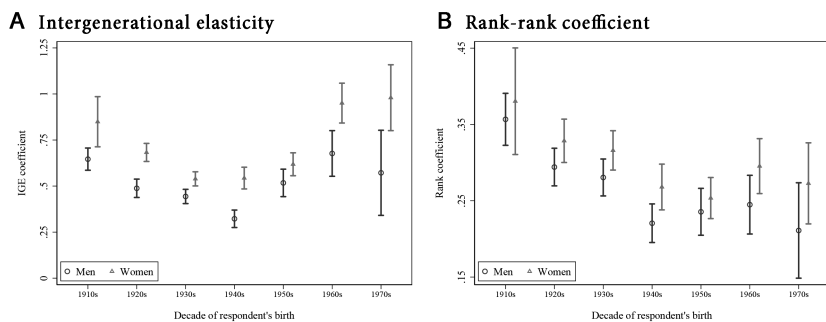 A Intergenerational elasticity
IGE coefficient
1.25
1
.75
.5
.25
0
Men Women
1910s 1920s 1930s 1940s 1950s 1960s 1970s
Decade of respondent's birth
B Rank-rank coefficient
Rank coefficient
.45
.35
.25
.15
Men Women
1910s 1920s 1930s 1940s 1950s 1960s 1970s
Decade of respondent's birth